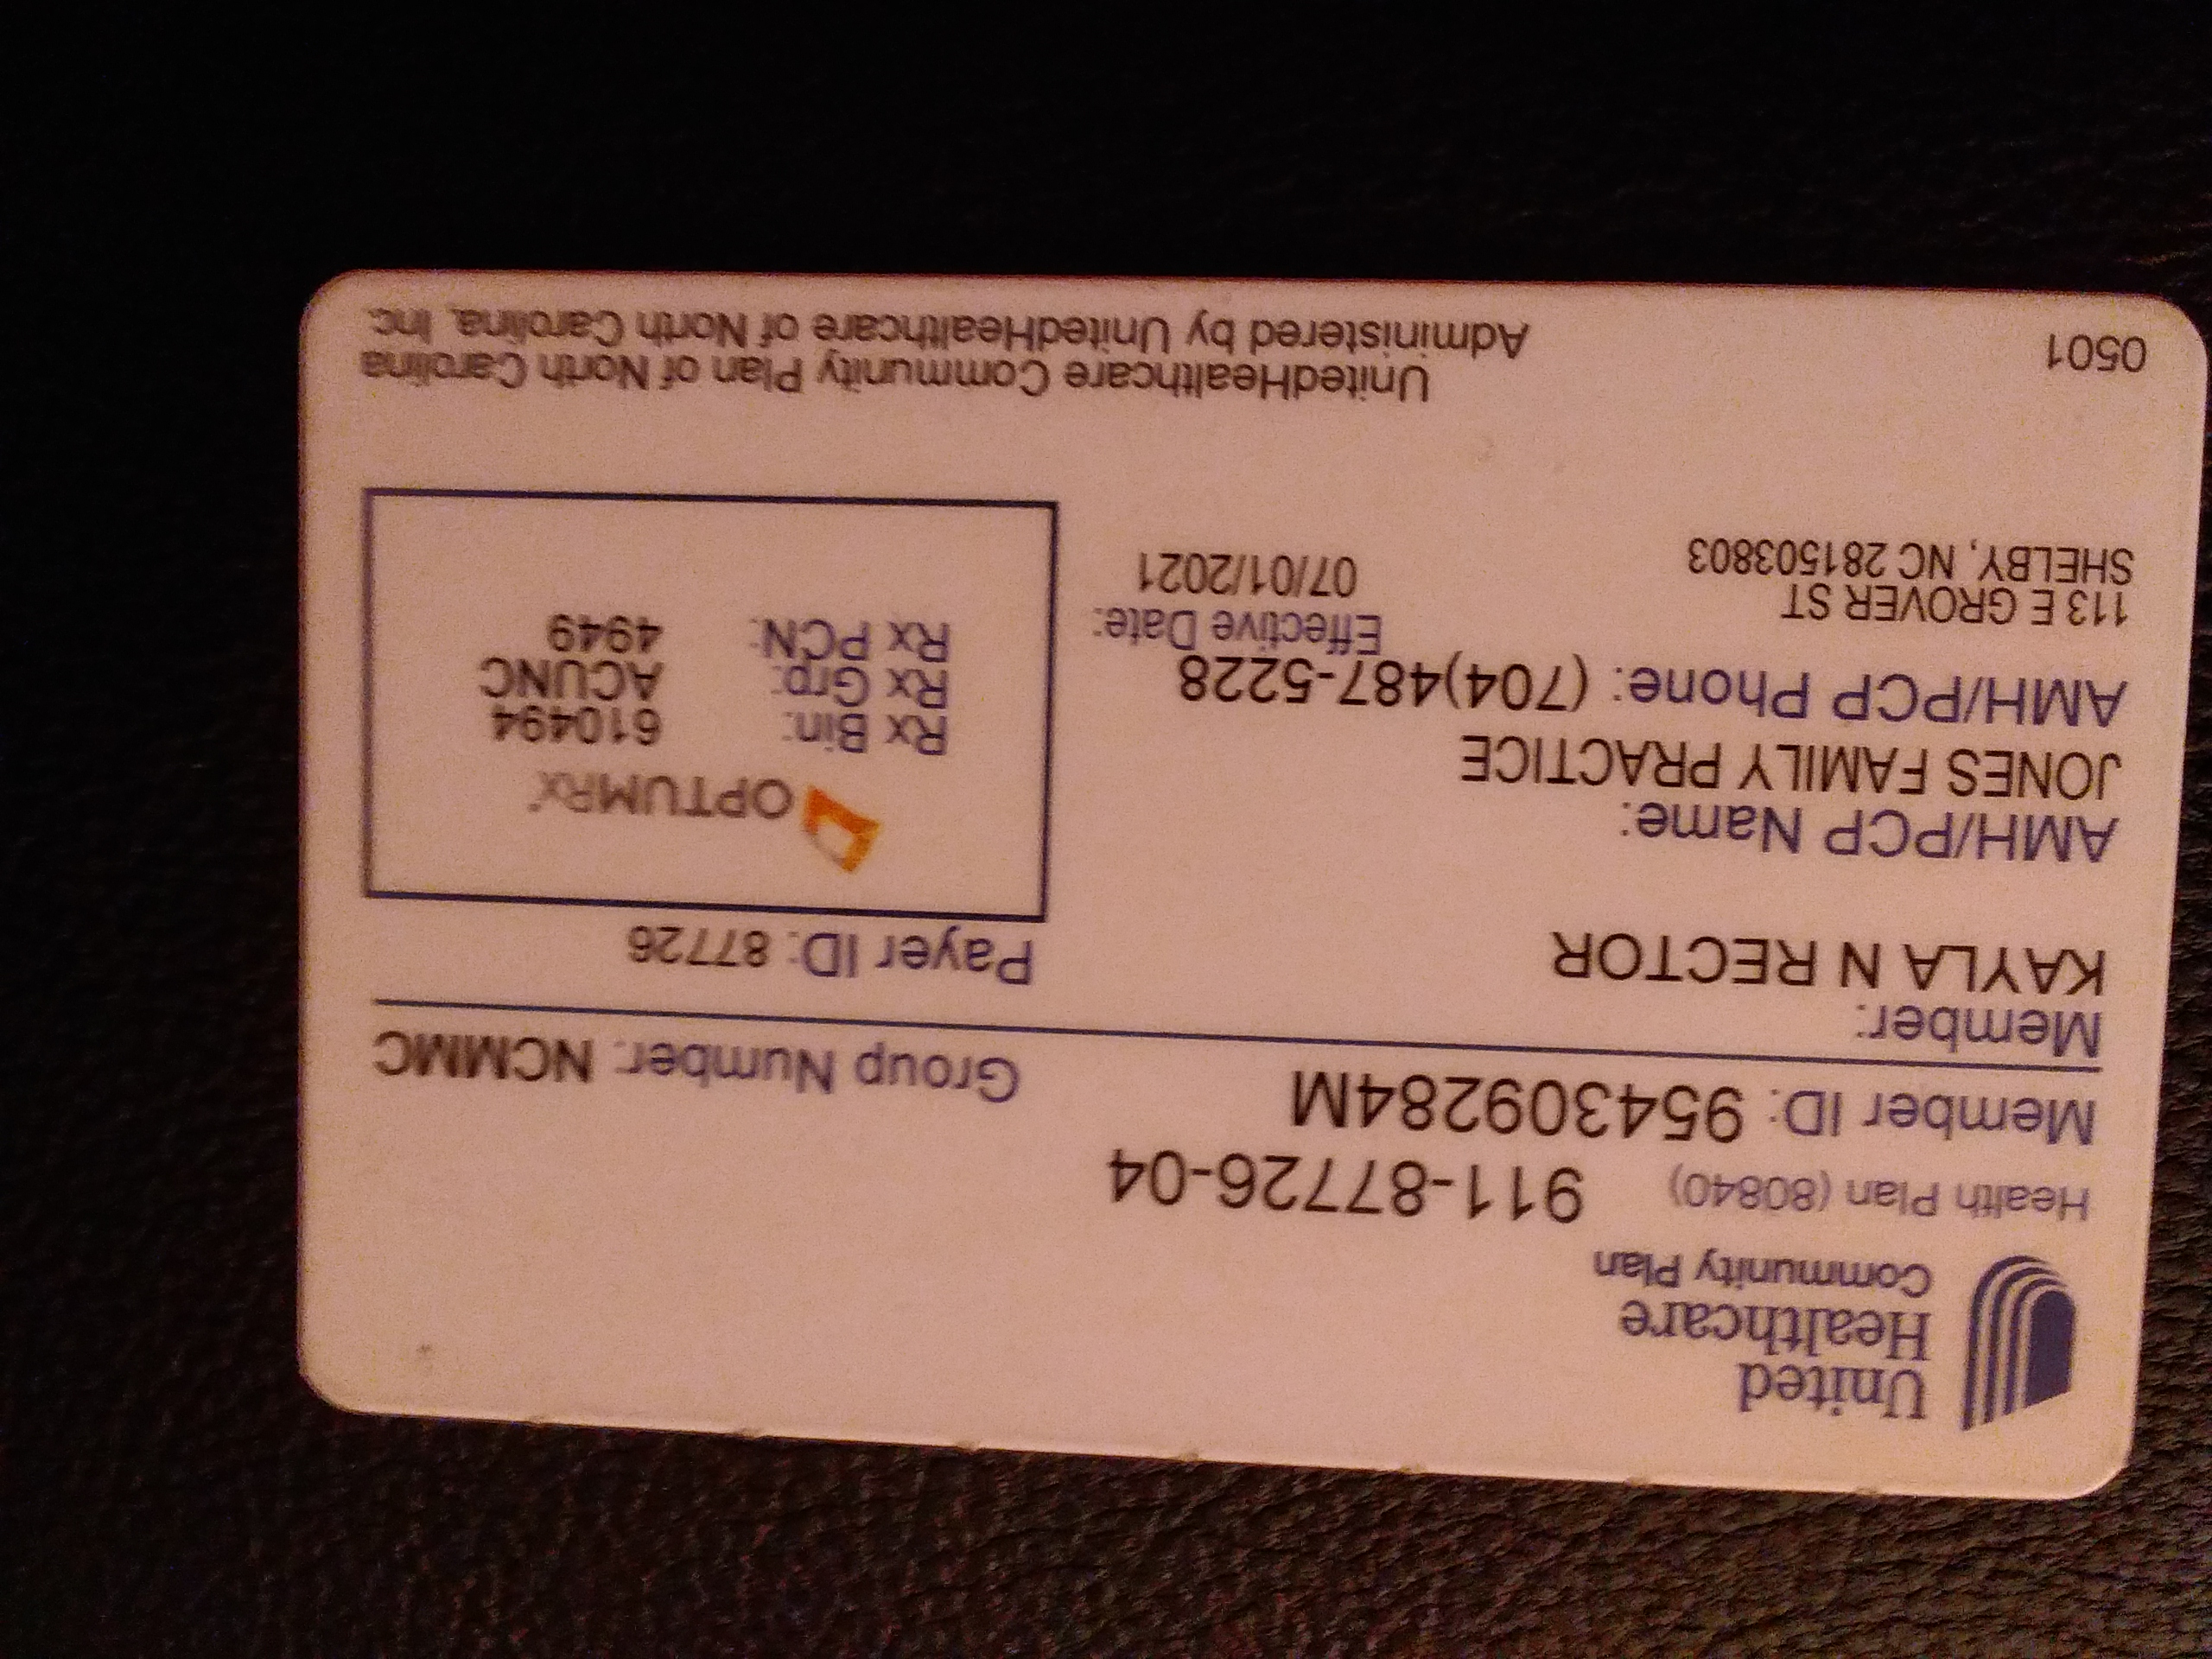 United
Healthcare
Community Plan
Health Plan (80840) 911-87726-04
Member ID: 954309284M Group Number: NCMMC
Member:
KAYLA N RECTOR
Payer ID: 87726
AMH/PCP Name:
JONES FAMILY PRACTICE
AMH/PCP Phone: (704)487-5228
113 E GROVER ST
SHELBY, NC 281503803
Effective Date:
07/01/2021
OPTUMRx
Rx Bin: 610494
Rx Grp: ACUNC
Rx PCN: 4949
0501
UnitedHealthcare Community Plan of North Carolina
Administered by UnitedHealthcare of North Carolina, Inc.